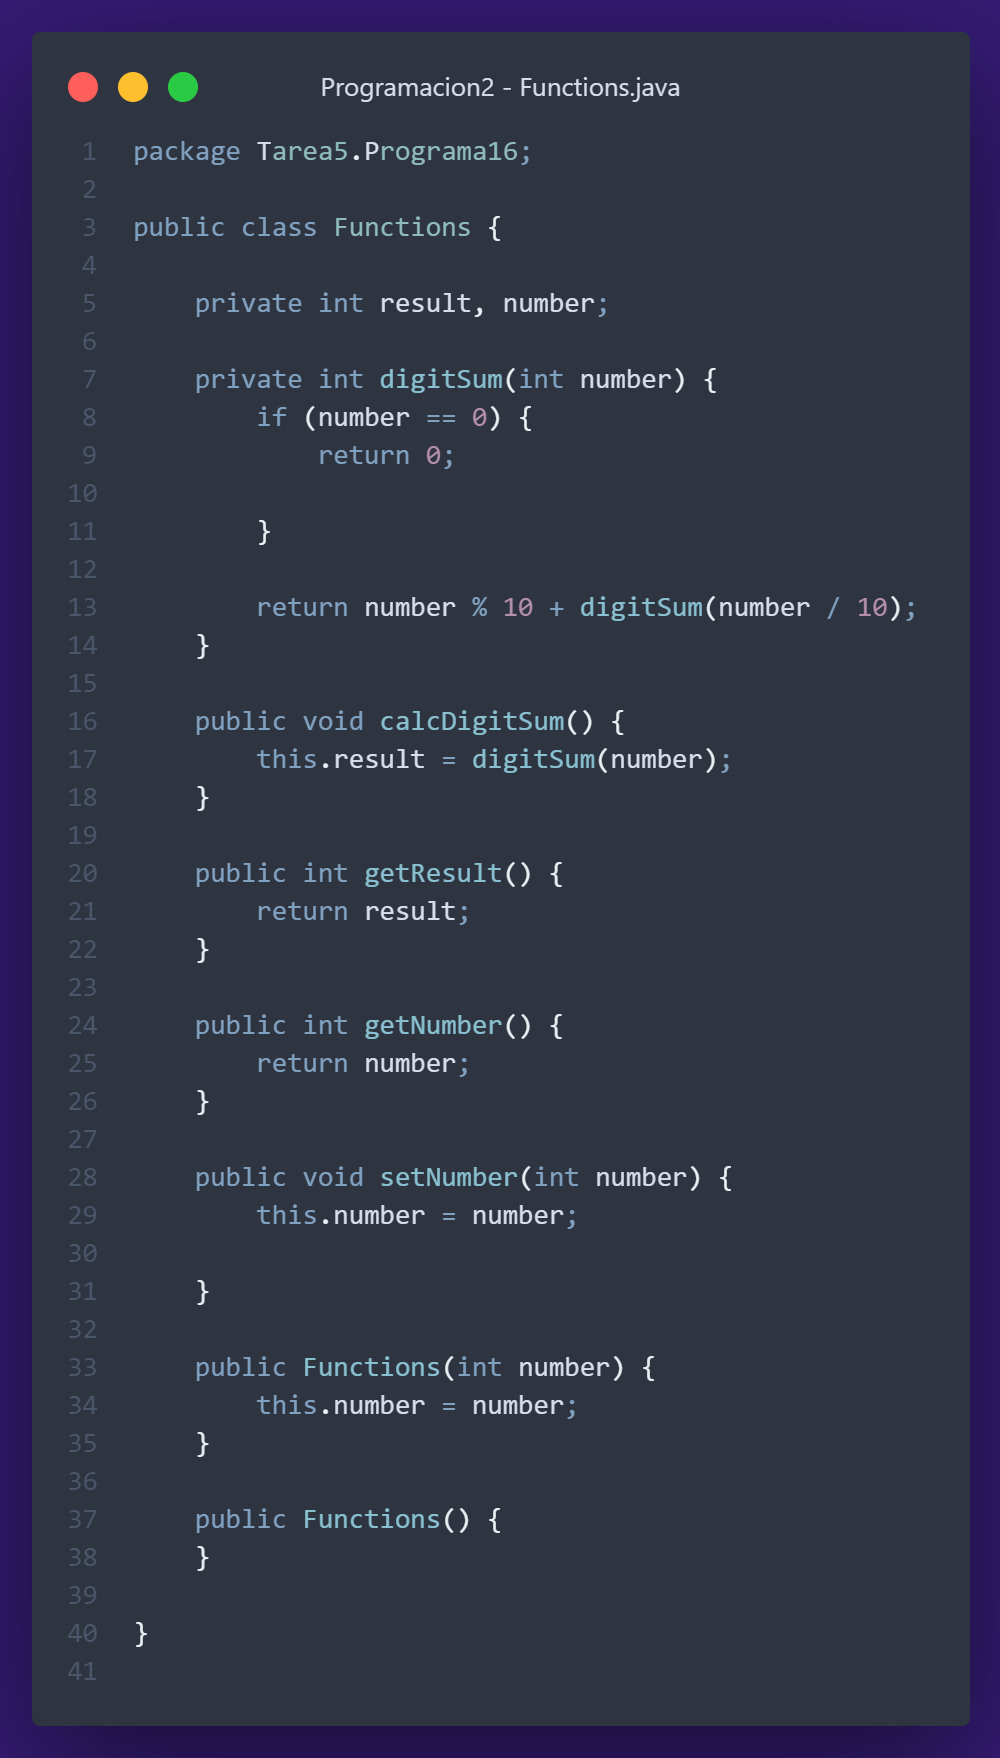 Programacion2 - Functions.java
1 package Tarea5.Programa16;
2
3 public class Functions {
4
5     private int result, number;
6
7     private int digitSum(int number) {
8         if (number == 0) {
9             return 0;
10
11         }
12
13         return number % 10 + digitSum(number / 10);
14     }
15
16     public void calcDigitSum() {
17         this.result = digitSum(number);
18     }
19
20     public int getResult() {
21         return result;
22     }
23
24     public int getNumber() {
25         return number;
26     }
27
28     public void setNumber(int number) {
29         this.number = number;
30
31     }
32
33     public Functions(int number) {
34         this.number = number;
35     }
36
37     public Functions() {
38     }
39
40 }
41